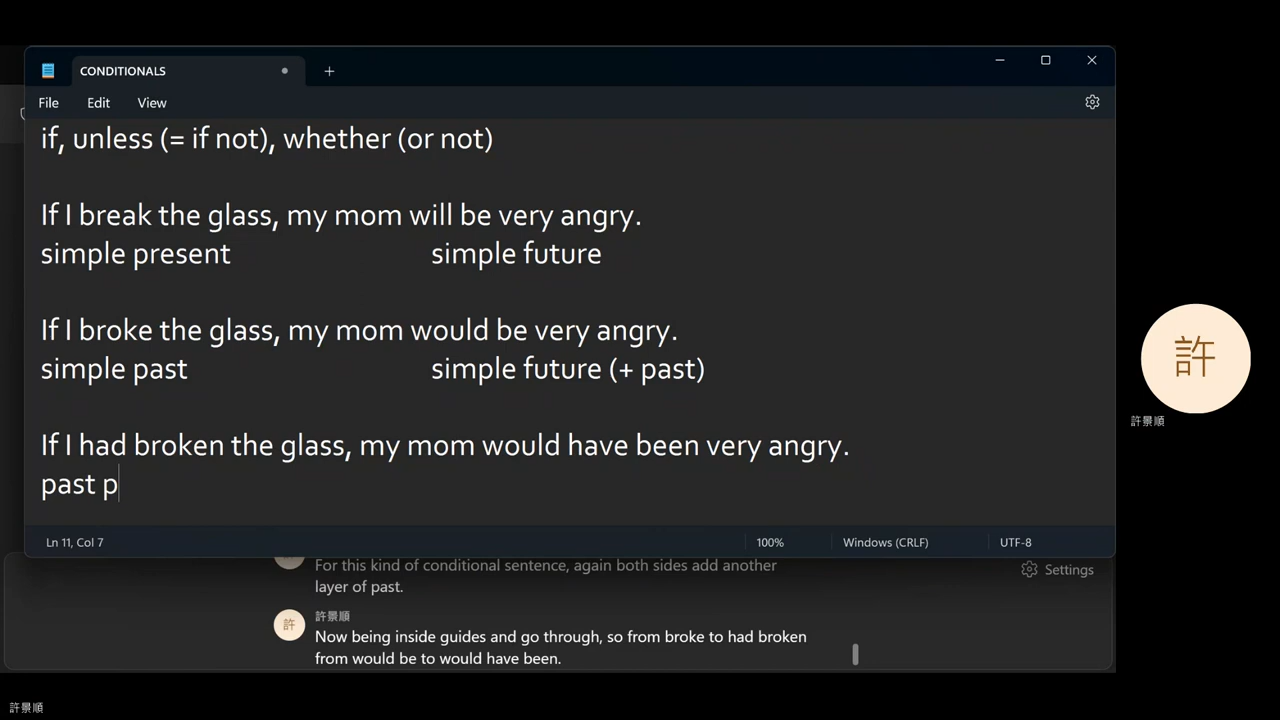 CONDITIONALS
File Edit View
if, unless (= if not), whether (or not)
If I break the glass, my mom will be very angry.
simple present simple future
If I broke the glass, my mom would be very angry.
simple past simple future (+ past)
If I had broken the glass, my mom would have been very angry.
past p
Ln 11, Col 7 100% Windows (CRLF) UTF-8
For this kind of conditional sentence, again both sides add another
layer of past.
Settings
許景順
許
Now being inside guides and go through, so from broke to had broken
from would be to would have been.
許
許景順
許景順